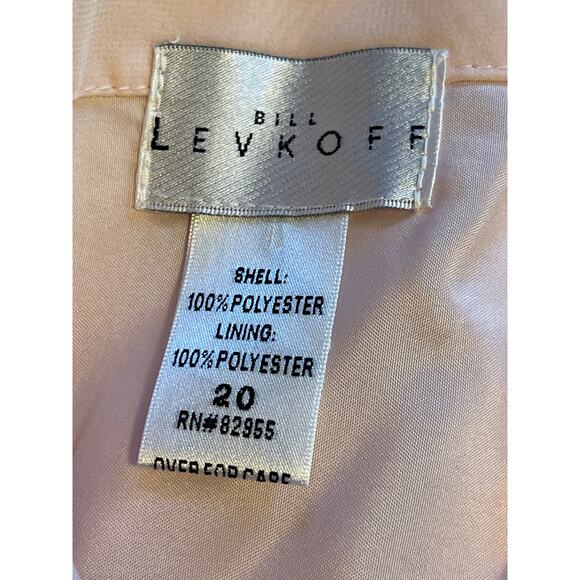 BILL
LEVKOFF
SHELL:
100% POLYESTER
LINING:
100% POLYESTER
20
RN#82955
OVER FOR CARE